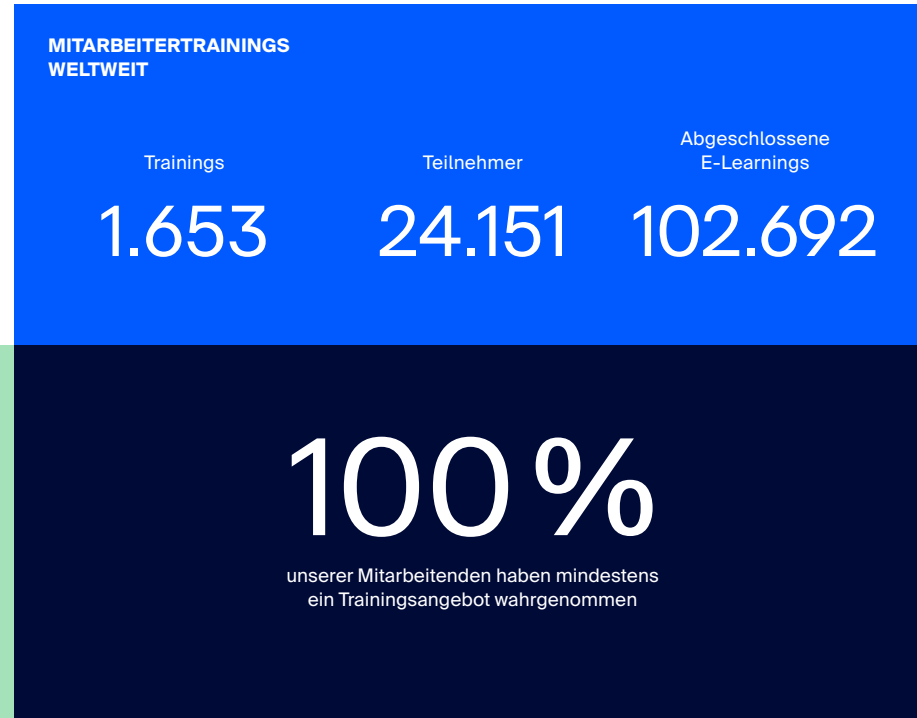 MITARBEITERTRAININGS
WELTWEIT
Trainings
1.653
Teilnehmer
24.151
Abgeschlossene
E-Learnings
102.692
100 %
unserer Mitarbeitenden haben mindestens
ein Trainingsangebot wahrgenommen